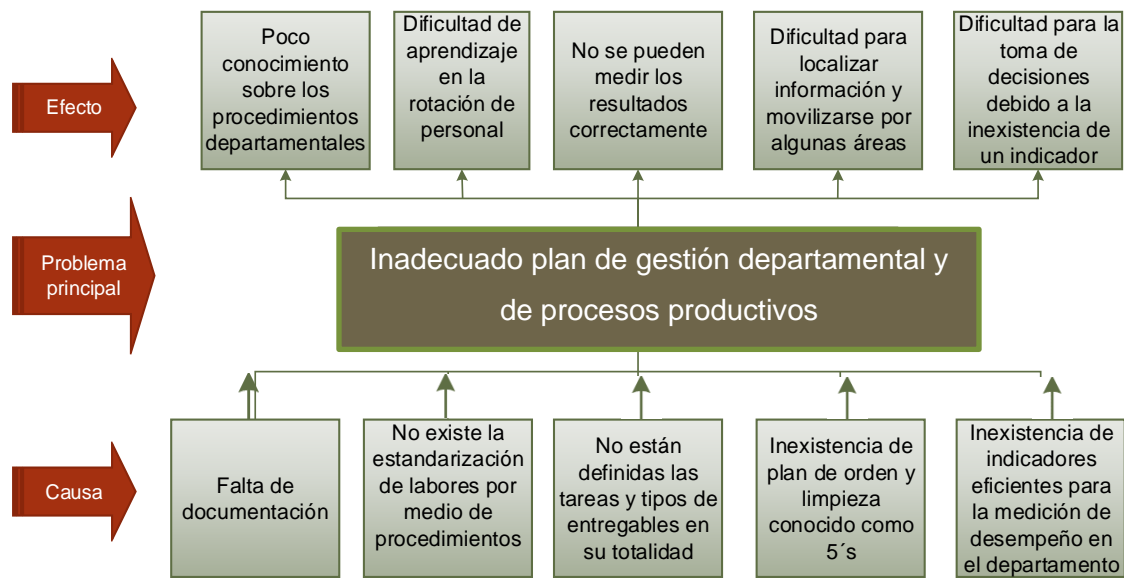 Efecto
Poco
conocimiento
sobre los
procedimientos
departamentales
Dificultad de
aprendizaje
en la
rotación de
personal
No se pueden
medir los
resultados
correctamente
Dificultad para
localizar
información y
movilizarse por
algunas áreas
Dificultad para la
toma de
decisiones
debido a la
inexistencia de
un indicador
Problema
principal
Inadecuado plan de gestión departamental y
de procesos productivos
Causa
Falta de
documentación
No existe la
estandarización
de labores por
medio de
procedimientos
No están
definidas las
tareas y tipos de
entregables en
su totalidad
Inexistencia de
plan de orden y
limpieza
conocido como
5´s
Inexistencia de
indicadores
eficientes para
la medición de
desempeño en
el departamento